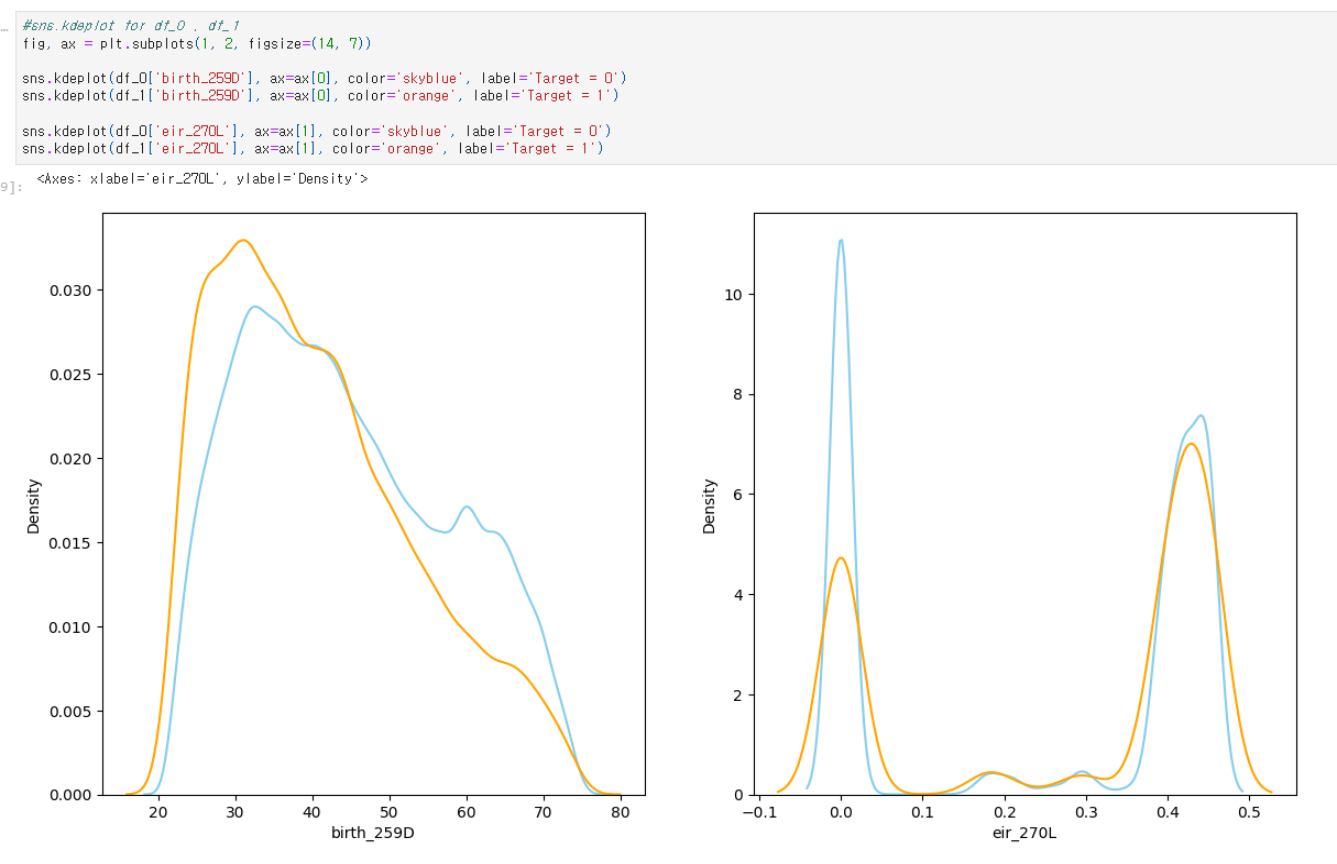 #sns.kdeplot for df_0 , df_1
fig, ax = plt.subplots(1, 2, figsize=(14, 7))
sns.kdeplot(df_0['birth_259D'], ax=ax[0], color='skyblue', label='Target = 0')
sns.kdeplot(df_1['birth_259D'], ax=ax[0], color='orange', label='Target = 1')
sns.kdeplot(df_0['eir_270L'], ax=ax[1], color='skyblue', label='Target = 0')
sns.kdeplot(df_1['eir_270L'], ax=ax[1], color='orange', label='Target = 1')
9]:
<Axes: xlabel='eir_270L', ylabel='Density'>
0.030
0.025
0.020
0.015
0.010
0.005
0.000
Density
20 30 40 50 60 70 80
birth_259D
10
8
6
4
2
0
Density
−0.1 0.0 0.1 0.2 0.3 0.4 0.5
eir_270L